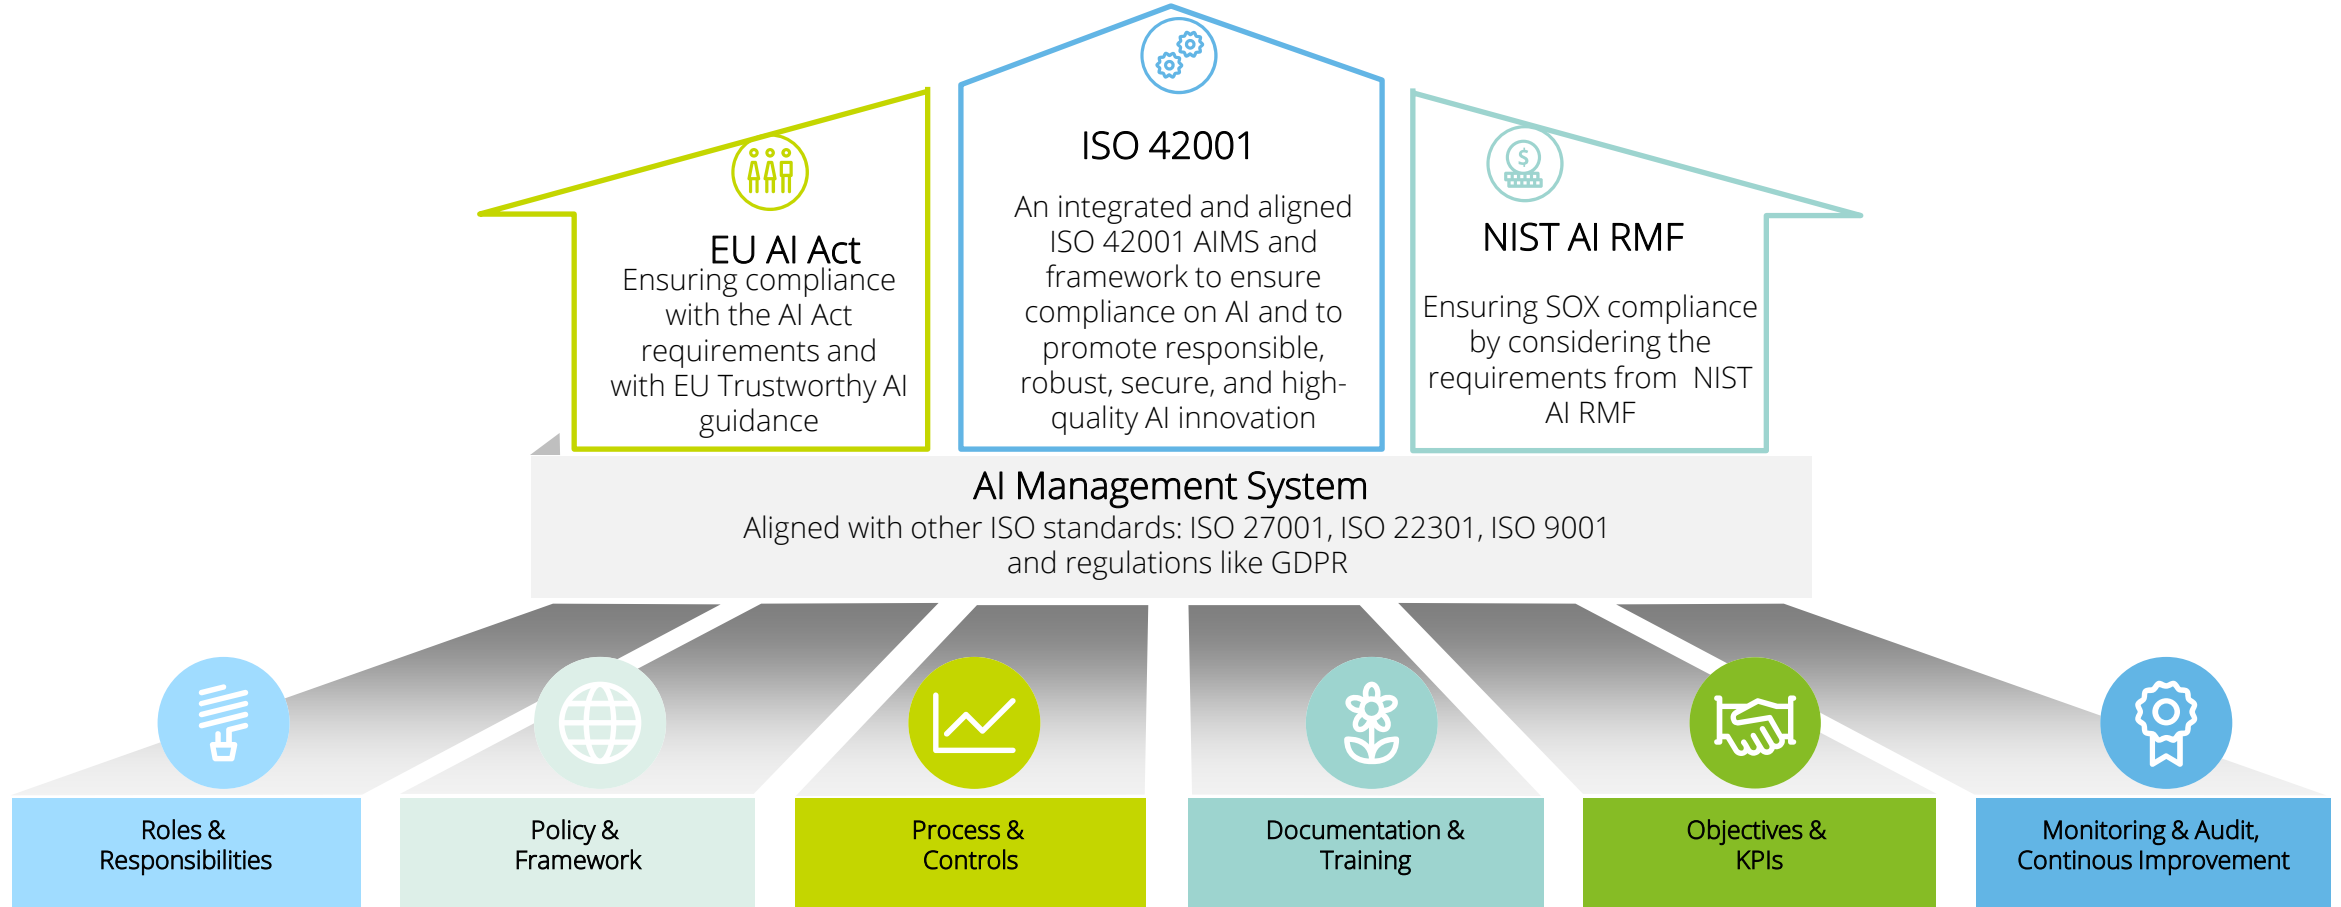 ISO 42001
An integrated and aligned
ISO 42001 AIMS and
framework to ensure
compliance on AI and to
promote responsible,
robust, secure, and high-
quality AI innovation
EU AI Act
Ensuring compliance
with the AI Act
requirements and
with EU Trustworthy AI
guidance
$
NIST AI RMF
Ensuring SOX compliance
by considering the
requirements from  NIST
AI RMF
AI Management System
Aligned with other ISO standards: ISO 27001, ISO 22301, ISO 9001
and regulations like GDPR
Roles &
Responsibilities
Policy &
Framework
Process &
Controls
Documentation &
Training
Objectives &
KPIs
Monitoring & Audit,
Continous Improvement